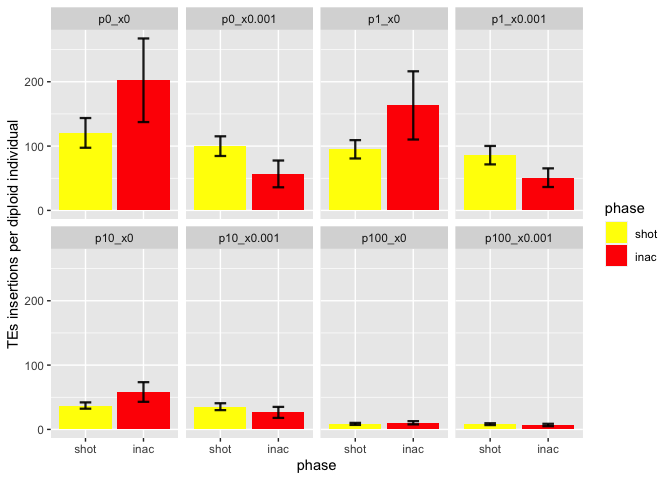 p0_x0 p0_x0.001 p1_x0 p1_x0.001
200
100
0
p10_x0 p10_x0.001 p100_x0 p100_x0.001
200
100
0
shot inac shot inac shot inac shot inac
phase
TEs insertions per diploid individual
phase
shot
inac